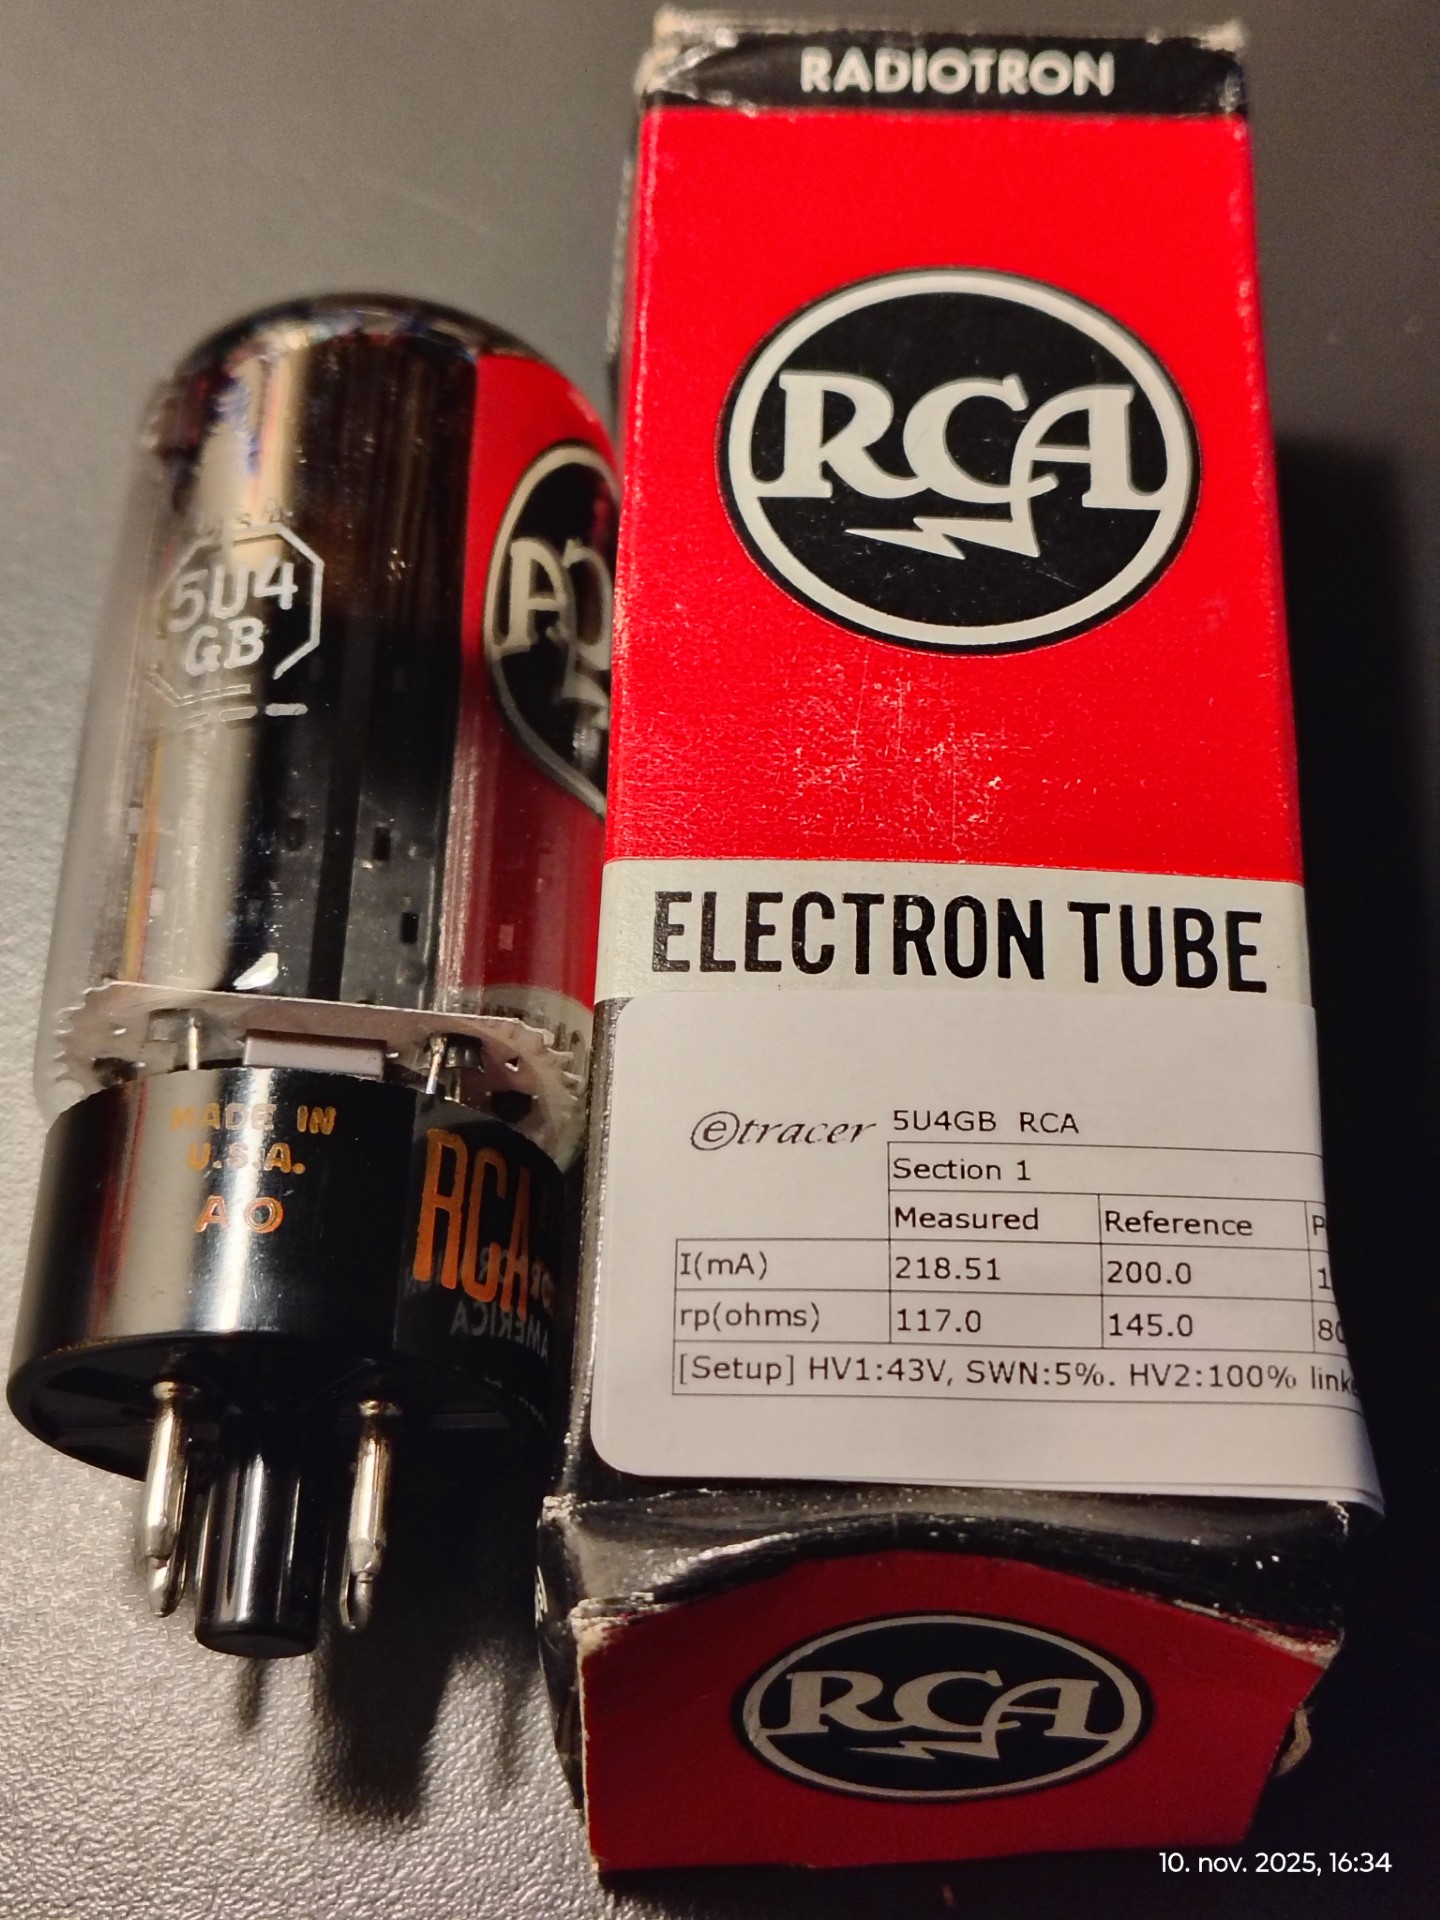 RADIOTRON
RCA
5U4
GB
ELECTRON TUBE
MADE IN
U.S.A.
AO
RCA
AMERICA
etracer 5U4GB RCA
Section 1
Measured Reference
I(mA) 218.51 200.0
rp(ohms) 117.0 145.0
[Setup] HV1:43V, SWN:5%. HV2:100%
RCA
10. nov. 2025, 16:34